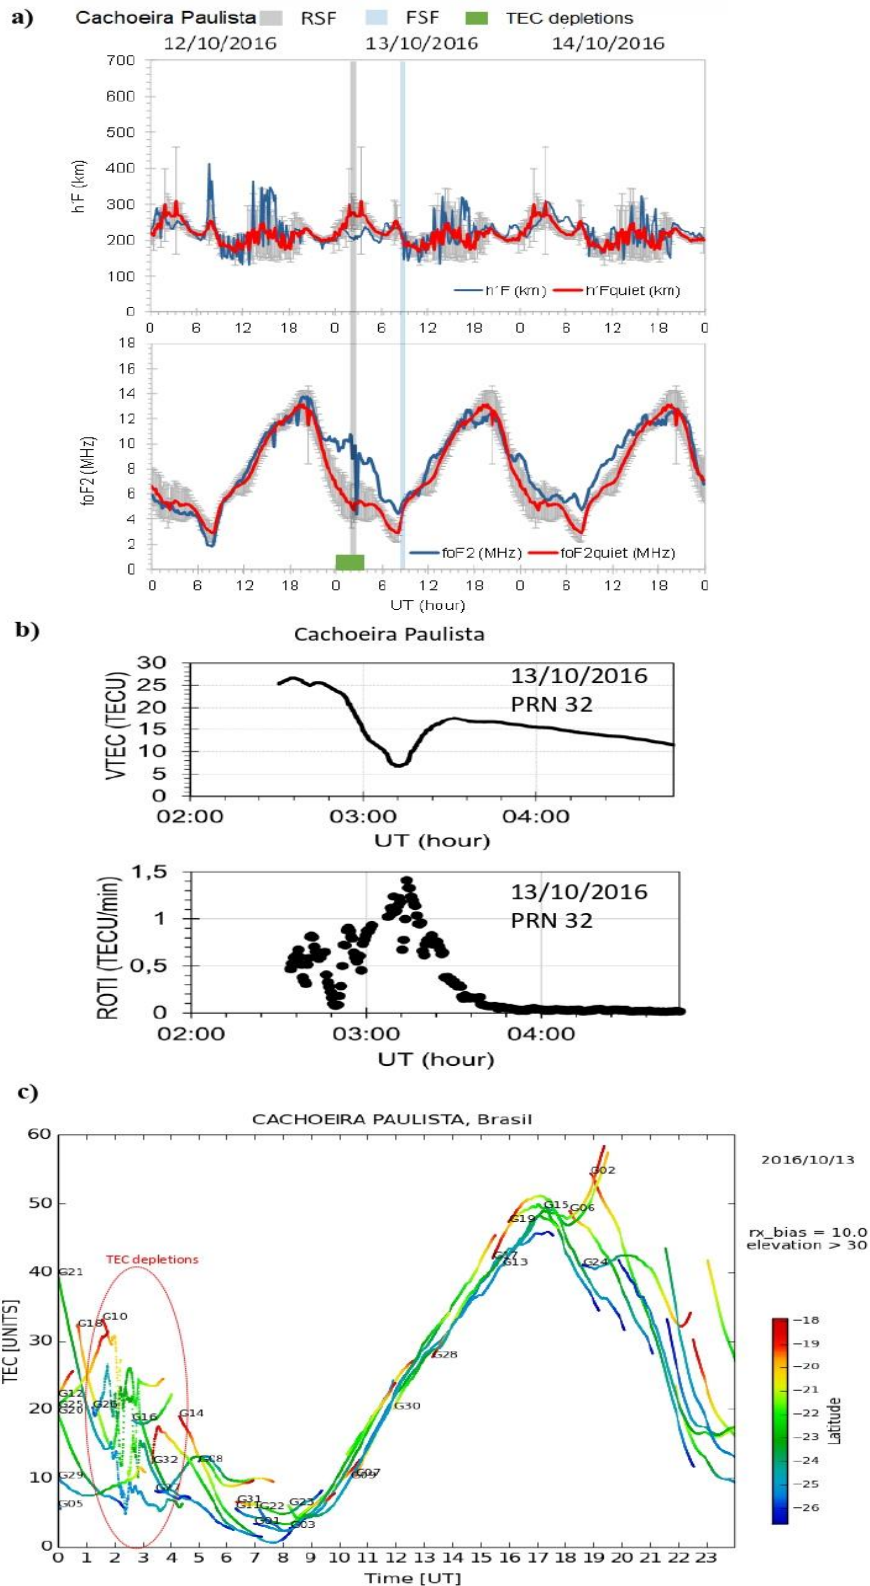 a)
Cachoeira Paulista RSF FSF TEC depletions
12/10/2016 13/10/2016 14/10/2016
700
600
500
400
300
200
100
0
h´F (km)
h´F (km) h´Fquiet (km)
0 6 12 18 0 6 12 18 0 6 12 18 0
18
16
14
12
10
8
6
4
2
0
foF2 (MHz)
foF2 (MHz) foF2quiet (MHz)
0 6 12 18 0 6 12 18 0 6 12 18 0
UT (hour)
b)
Cachoeira Paulista
30
25
20
15
10
5
0
VTEC (TECU)
13/10/2016
PRN 32
02:00 03:00 04:00
UT (hour)
1,5
1
0,5
0
ROTI (TECU/min)
13/10/2016
PRN 32
02:00 03:00 04:00
UT (hour)
c)
CACHOEIRA PAULISTA, Brasil
60
50
40
30
20
10
0
TEC [UNITS]
2016/10/13
rx_bias = 10.0
elevation > 30
TEC depletions
G02
G15 G06
G19
G17
G13
G24
G21
G18 G10
G28
G12
G25
G20
G16
G14
G30
G32
G29
G05
G31
G11
G22
G23
G01
G03
G07
G09
-18
-19
-20
-21
-22
-23
-24
-25
-26
Latitude
0 1 2 3 4 5 6 7 8 9 10 11 12 13 14 15 16 17 18 19 20 21 22 23
Time [UT]